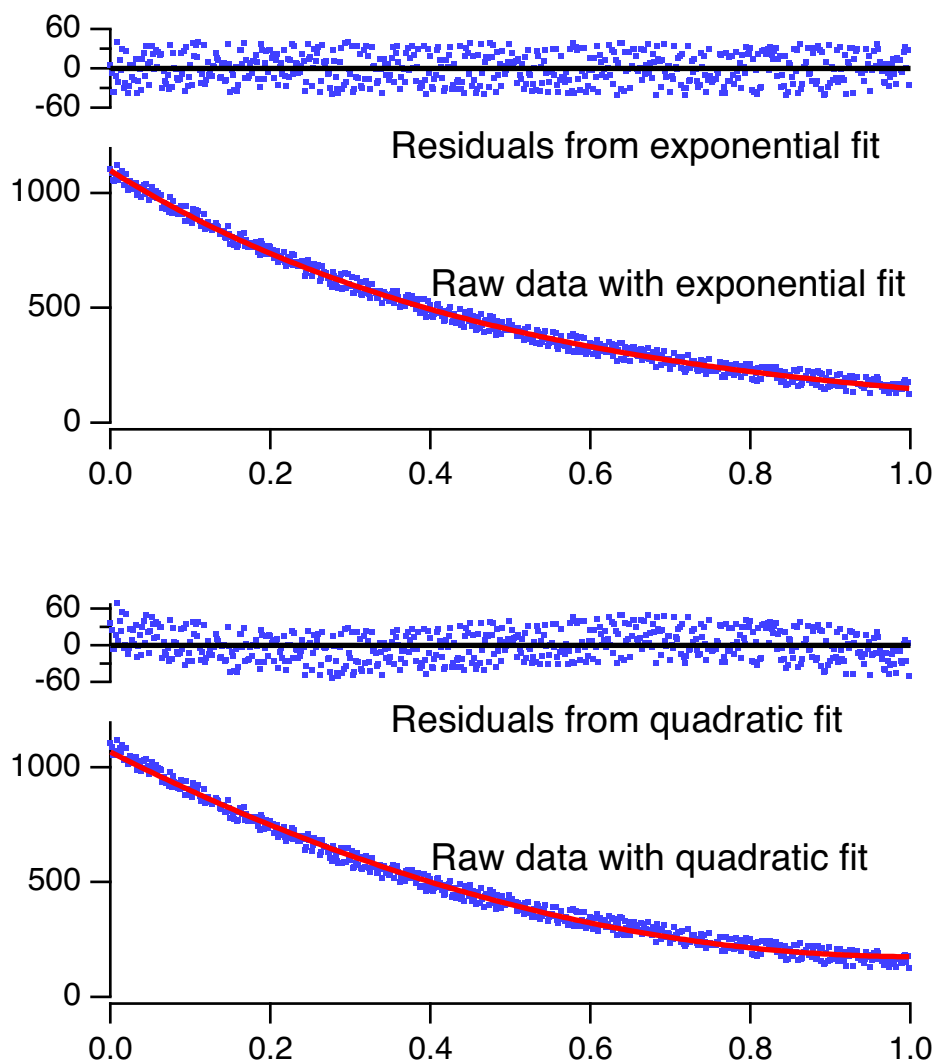 60
0
-60
Residuals from exponential fit
1000
Raw data with exponential fit
500
0
0.0 0.2 0.4 0.6 0.8 1.0
60
0
-60
Residuals from quadratic fit
1000
Raw data with quadratic fit
500
0
0.0 0.2 0.4 0.6 0.8 1.0